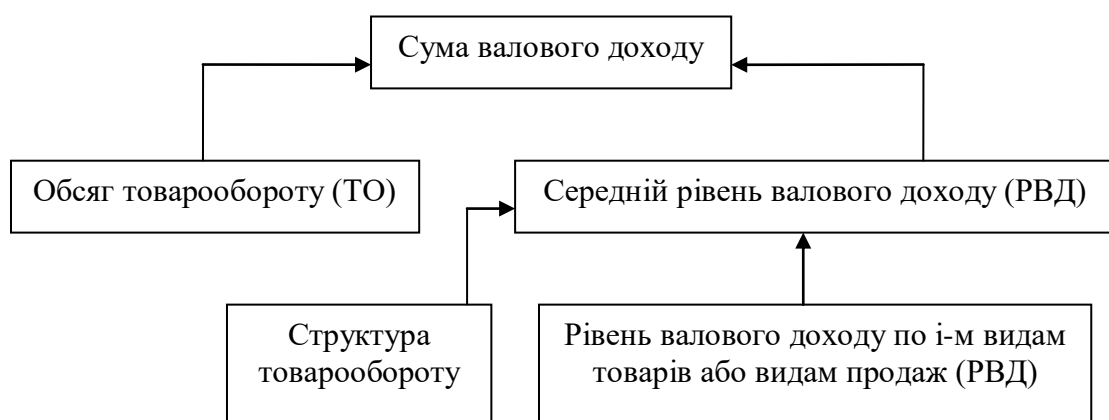 Сума валового доходу
Обсяг товарообороту (ТО)
Середній рівень валового доходу (РВД)
Структура
товарообороту
Рівень валового доходу по і-м видам
товарів або видам продаж (РВД)